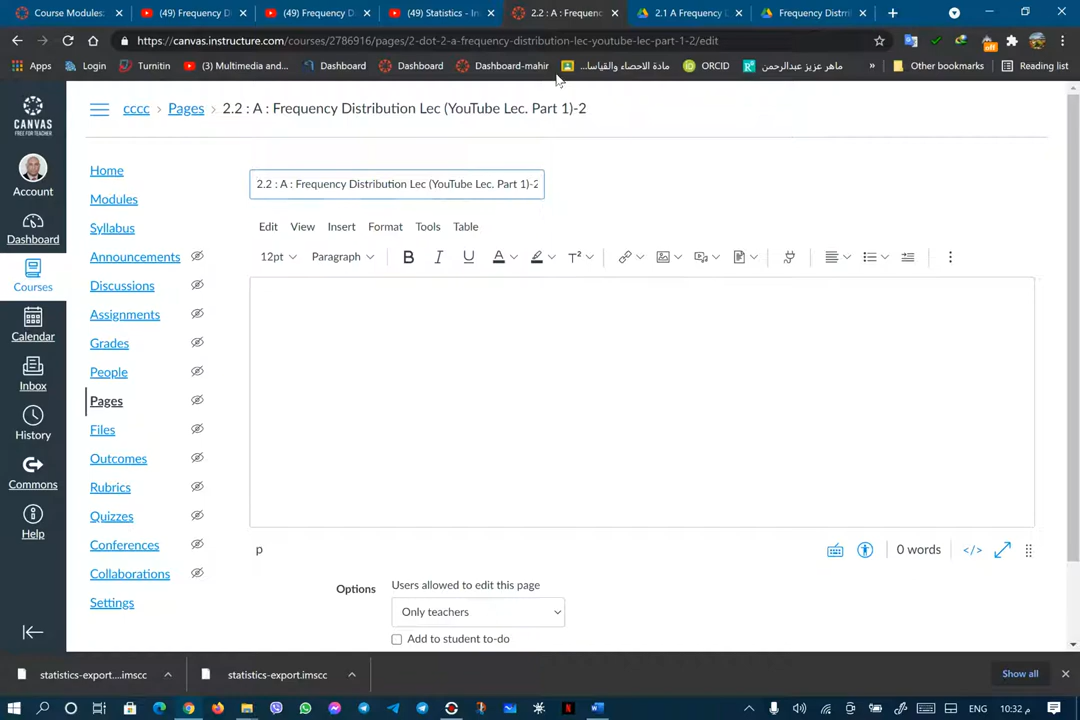 Course Modules:
(49) Frequency D
(49) Frequency D
(49) Statistics - In
2.2 : A : Frequenc
2.1 A Frequency D
Frequency Distrib
https://canvas.instructure.com/courses/2786916/pages/2-dot-2-a-frequency-distribution-lec-youtube-lec-part-1-2/edit
Apps
Login
Turnitin
(3) Multimedia and...
Dashboard
Dashboard
Dashboard-mahir
مادة الاحصاء والقياسا...
ORCID
ماهر عزيز عبدالرحمن
»
Other bookmarks
Reading list
CANVAS
FREE FOR TEACHER
Account
Dashboard
Courses
Calendar
Inbox
History
Commons
Help
cccc > Pages > 2.2 : A : Frequency Distribution Lec (YouTube Lec. Part 1)-2
Home
Modules
Syllabus
Announcements
Discussions
Assignments
Grades
People
Pages
Files
Outcomes
Rubrics
Quizzes
Conferences
Collaborations
Settings
2.2 : A : Frequency Distribution Lec (YouTube Lec. Part 1)-2
Edit View Insert Format Tools Table
12pt Paragraph B I U A T²
p
0 words </>
Options
Users allowed to edit this page
Only teachers
Add to student to-do
statistics-export....imscc
statistics-export.imscc
Show all
ENG
10:32 م